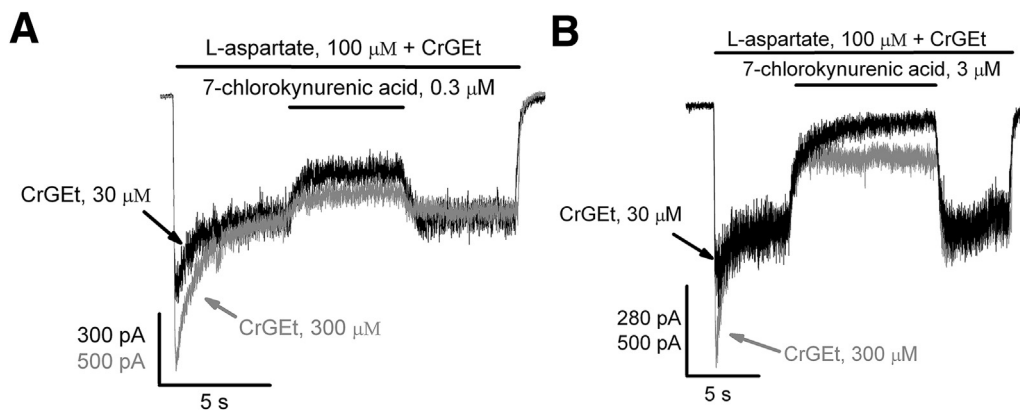 A
L-aspartate, 100 μM + CrGEt
7-chlorokynurenic acid, 0.3 μM
CrGEt, 30 μM
CrGEt, 300 μM
300 pA
500 pA
5 s
B
L-aspartate, 100 μM + CrGEt
7-chlorokynurenic acid, 3 μM
CrGEt, 30 μM
280 pA
500 pA
CrGEt, 300 μM
5 s